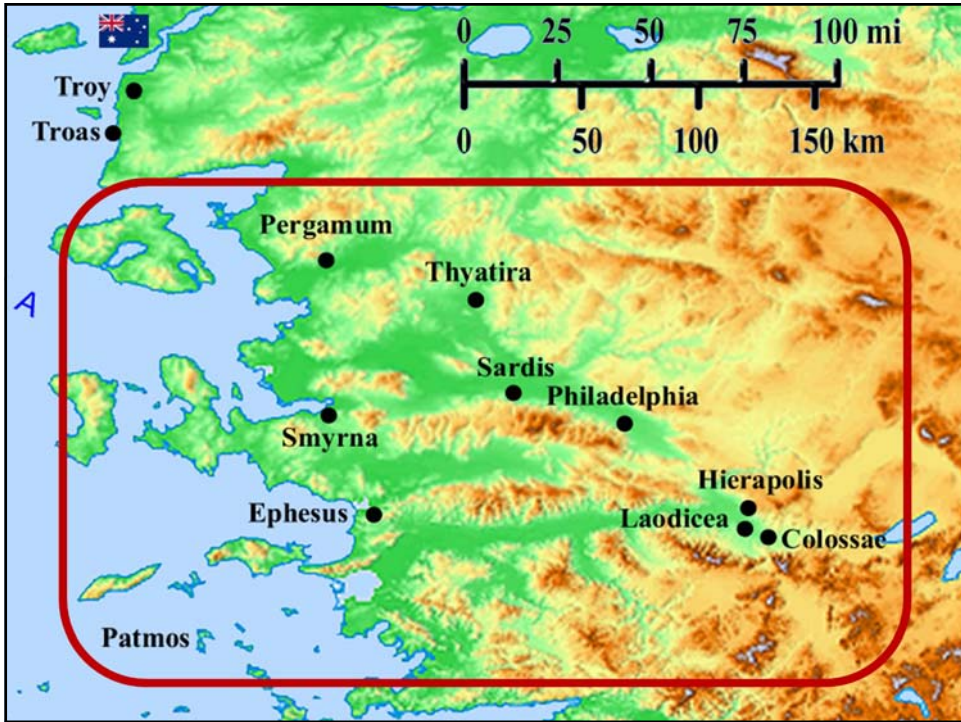 0 25 50 75 100 mi
0 50 100 150 km
Troy
Troas
Pergamum
Thyatira
A
Sardis
Philadelphia
Smyrna
Hierapolis
Ephesus
Laodicea
Colossae
Patmos